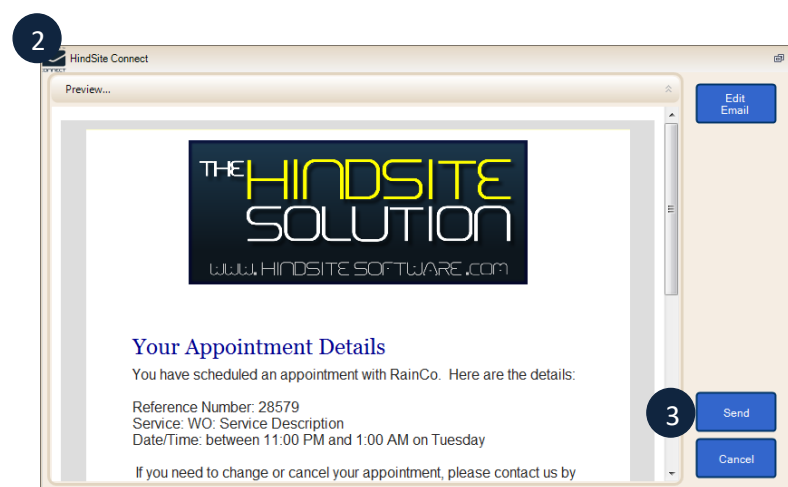 2
HindSite Connect
CONNECT
Preview...
Edit
Email
THE HINDSITE
SOLUTION
WWW.HINDSITESOFTWARE.COM
Your Appointment Details
You have scheduled an appointment with RainCo. Here are the details:
Reference Number: 28579
Service: WO: Service Description
Date/Time: between 11:00 PM and 1:00 AM on Tuesday
If you need to change or cancel your appointment, please contact us by
3
Send
Cancel